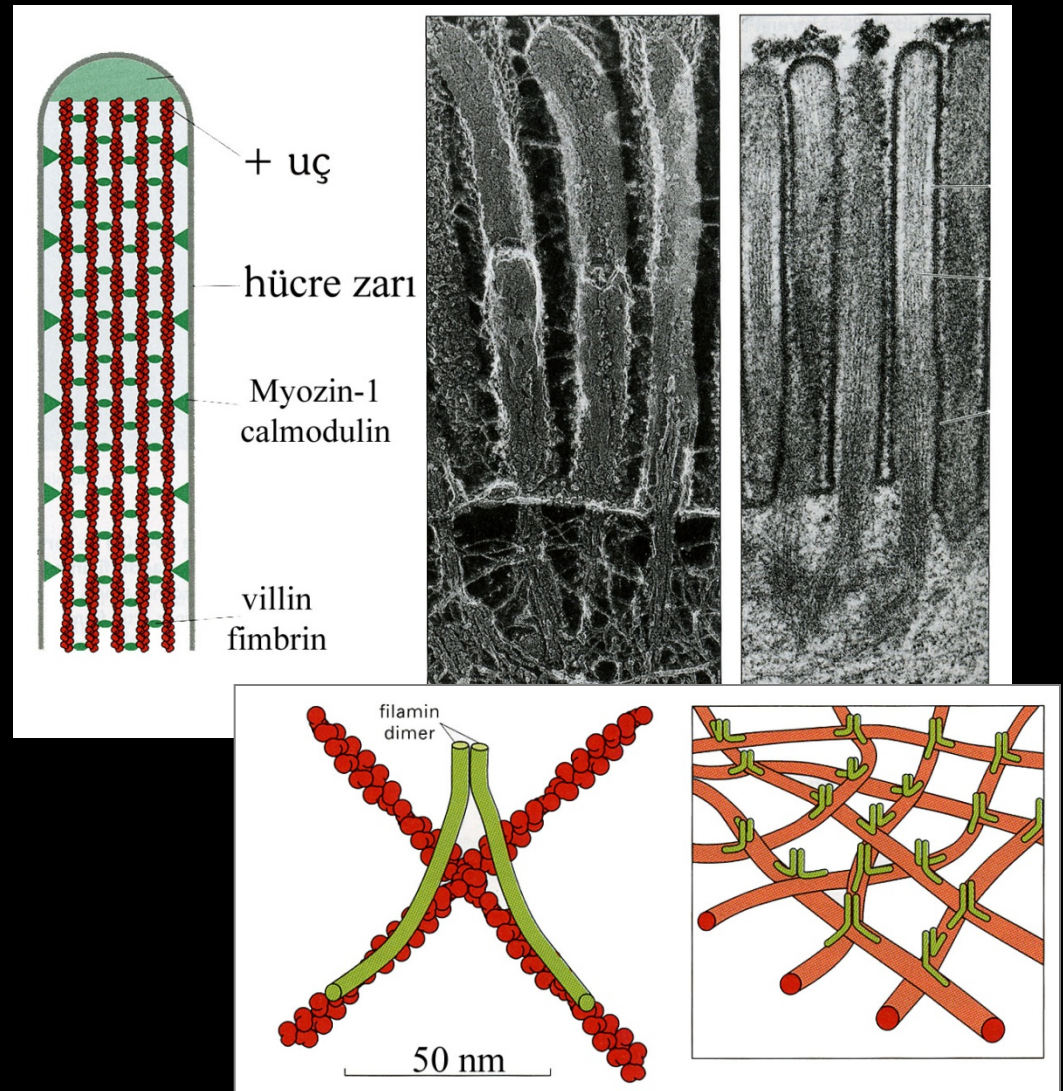 + uç
hücre zarı
Myozin-1
calmodulin
villin
fimbrin
filamin
dimer
50 nm